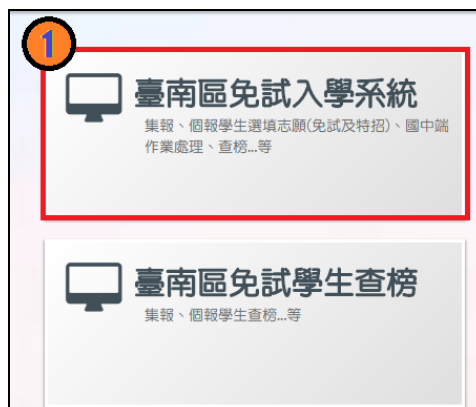 1
臺南區免試入學系統
集報、個報學生選填志願(免試及特招)、國中端
作業處理、查榜...等
臺南區免試學生查榜
集報、個報學生查榜...等